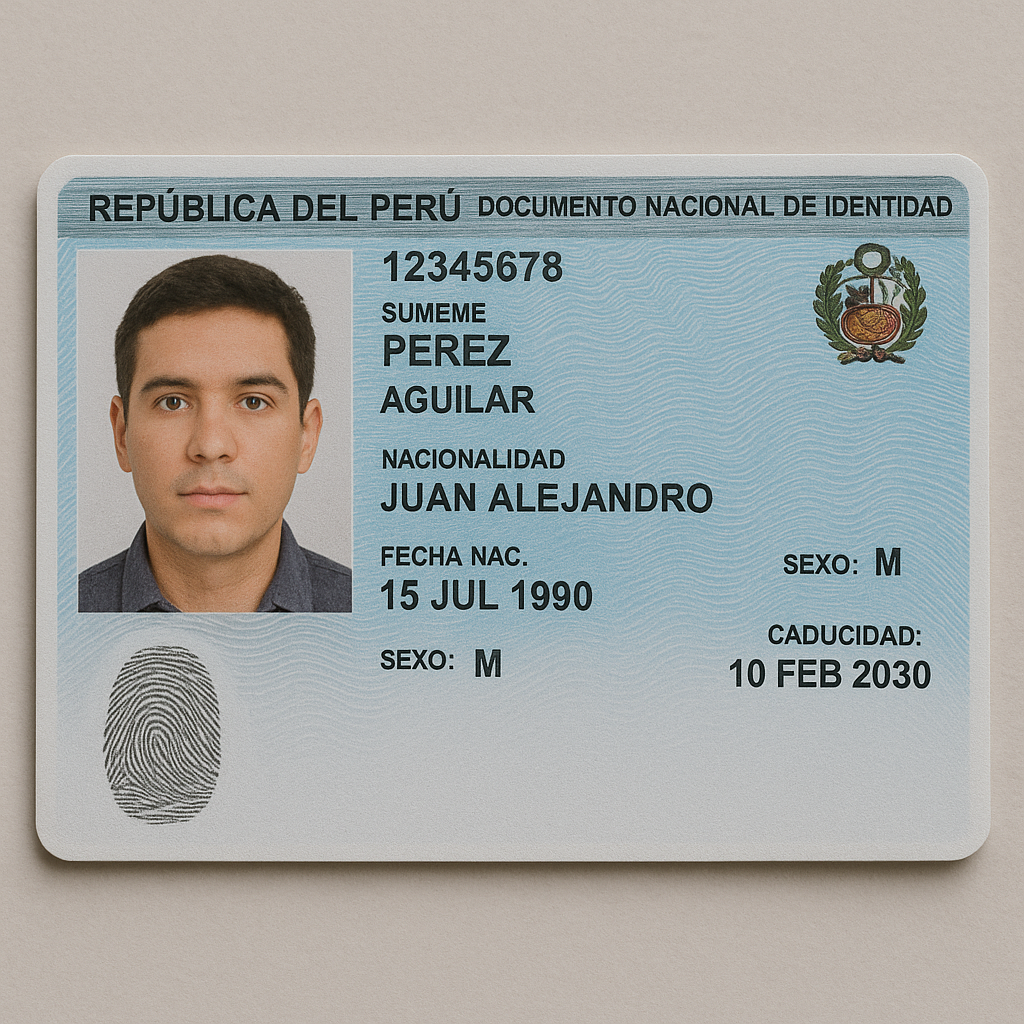 REPÚBLICA DEL PERÚ DOCUMENTO NACIONAL DE IDENTIDAD
12345678
SUMEME
PEREZ
AGUILAR
NACIONALIDAD
JUAN ALEJANDRO
FECHA NAC.
15 JUL 1990
SEXO: M
SEXO: M
CADUCIDAD:
10 FEB 2030